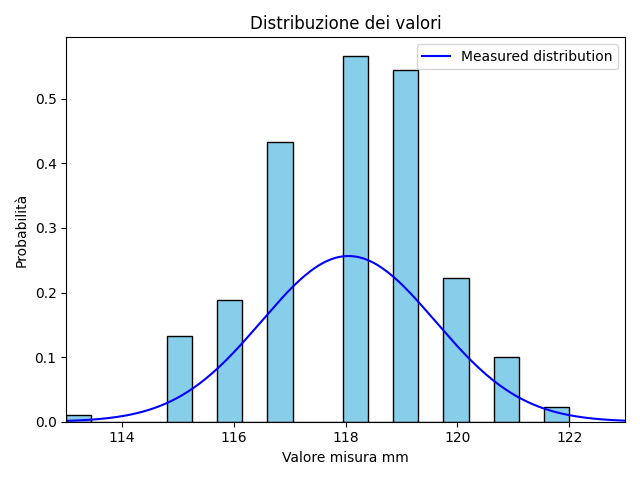 Distribuzione dei valori
Measured distribution
Probabilità
0.5
0.4
0.3
0.2
0.1
0.0
114 116 118 120 122
Valore misura mm